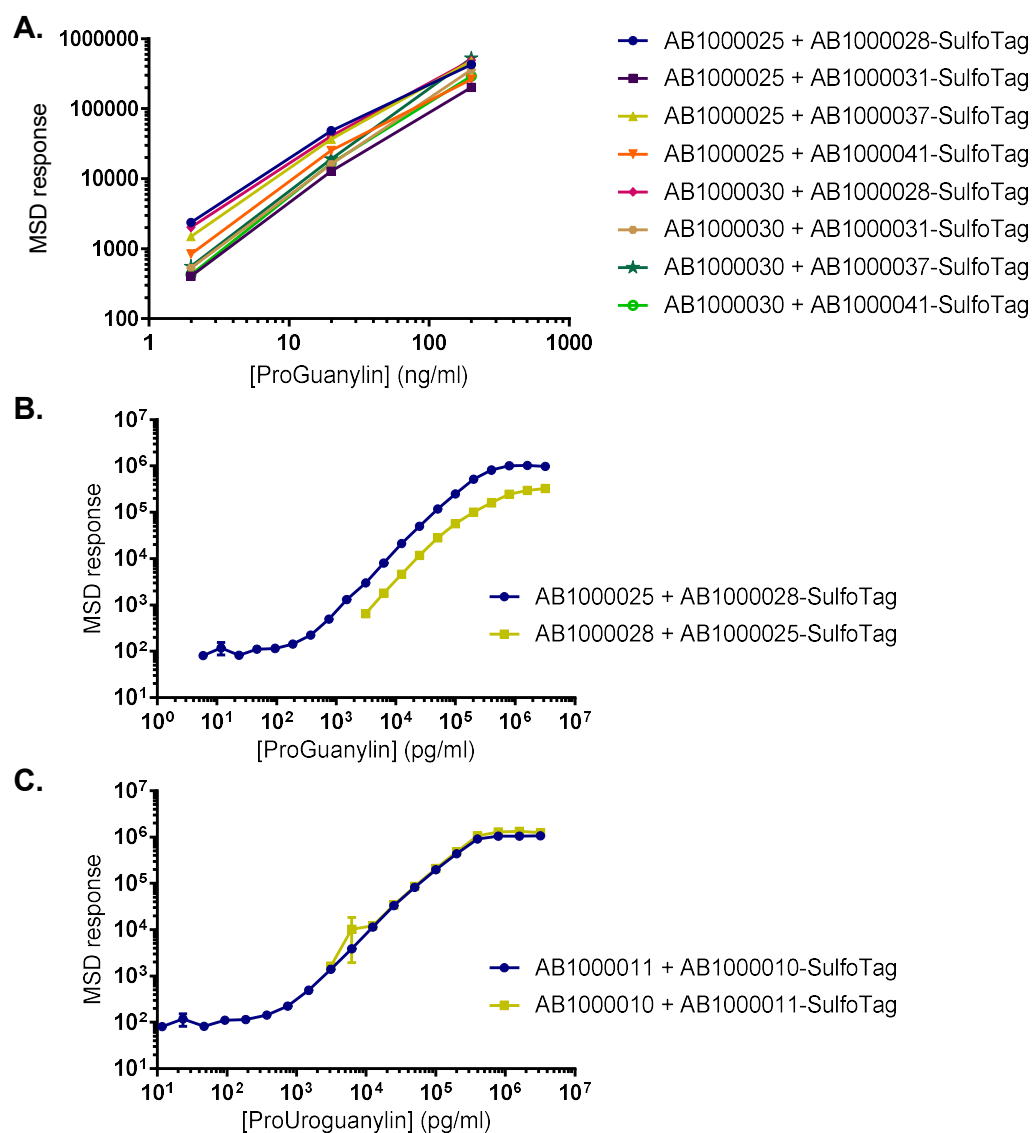 A.
1000000
100000
10000
1000
100
MSD response
1 10 100 1000
[ProGuanylin] (ng/ml)
AB1000025 + AB1000028-SulfoTag
AB1000025 + AB1000031-SulfoTag
AB1000025 + AB1000037-SulfoTag
AB1000025 + AB1000041-SulfoTag
AB1000030 + AB1000028-SulfoTag
AB1000030 + AB1000031-SulfoTag
AB1000030 + AB1000037-SulfoTag
AB1000030 + AB1000041-SulfoTag
B.
10⁷
10⁶
10⁵
10⁴
10³
10²
10¹
MSD response
10⁰ 10¹ 10² 10³ 10⁴ 10⁵ 10⁶ 10⁷
[ProGuanylin] (pg/ml)
AB1000025 + AB1000028-SulfoTag
AB1000028 + AB1000025-SulfoTag
C.
10⁷
10⁶
10⁵
10⁴
10³
10²
10¹
MSD response
10¹ 10² 10³ 10⁴ 10⁵ 10⁶ 10⁷
[ProUroguanylin] (pg/ml)
AB1000011 + AB1000010-SulfoTag
AB1000010 + AB1000011-SulfoTag